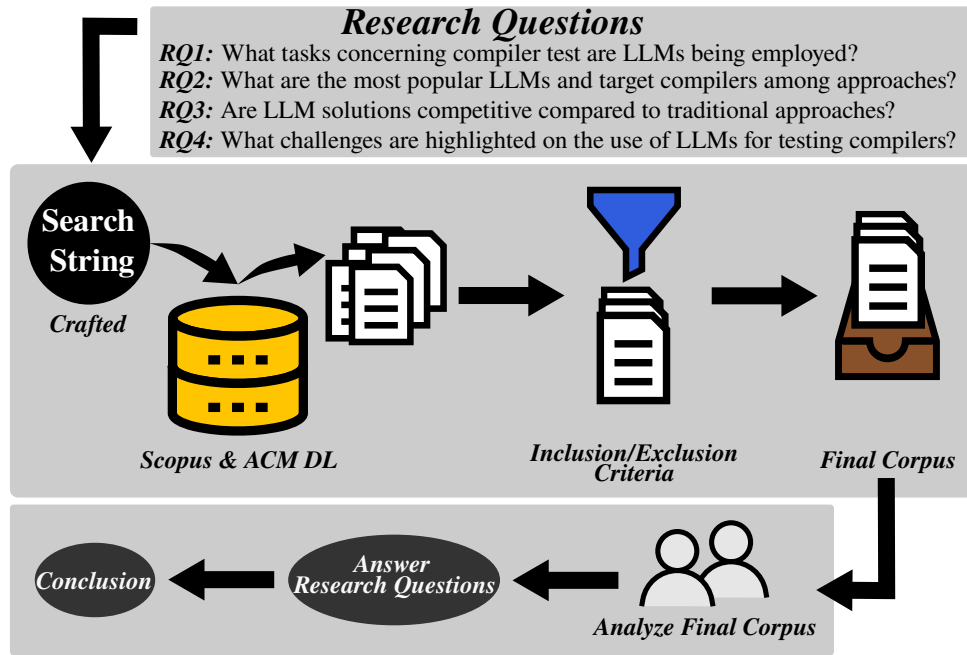 Research Questions
RQ1: What tasks concerning compiler test are LLMs being employed?
RQ2: What are the most popular LLMs and target compilers among approaches?
RQ3: Are LLM solutions competitive compared to traditional approaches?
RQ4: What challenges are highlighted on the use of LLMs for testing compilers?
Search
String
Crafted
Scopus & ACM DL
Inclusion/Exclusion
Criteria
Final Corpus
Analyze Final Corpus
Answer
Research Questions
Conclusion